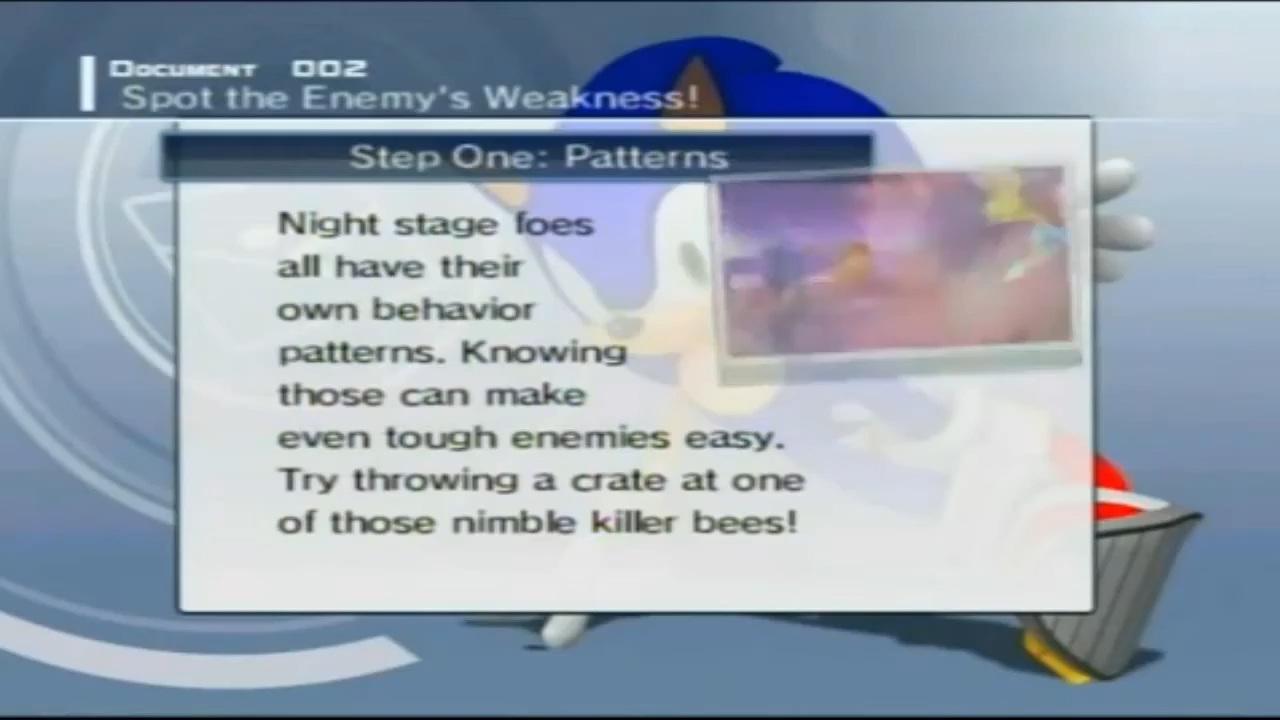 Document 002
Spot the Enemy's Weakness!
Step One: Patterns
Night stage foes
all have their
own behavior
patterns. Knowing
those can make
even tough enemies easy.
Try throwing a crate at one
of those nimble killer bees!